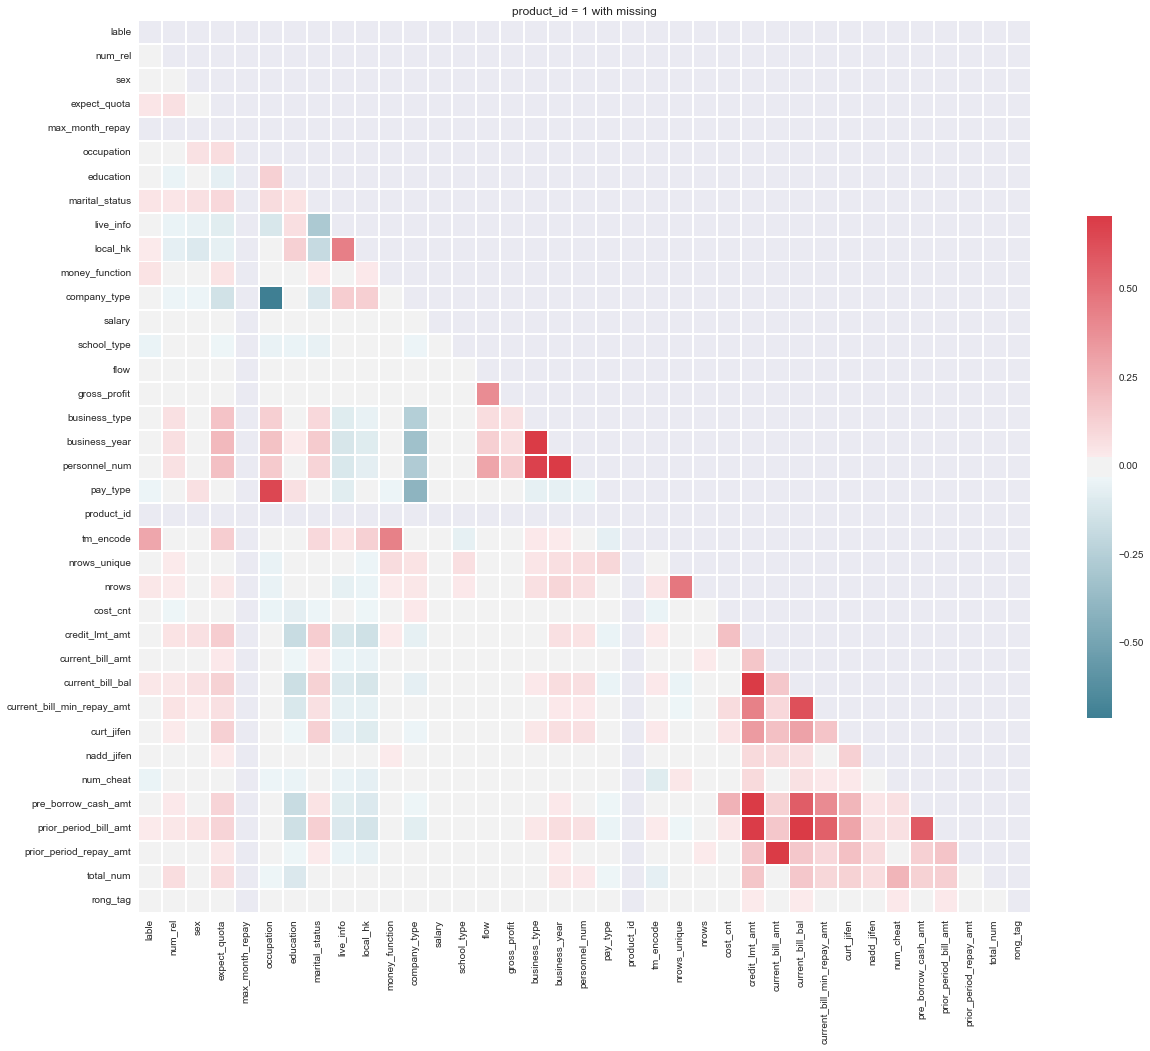 product_id = 1 with missing
lable
num_rel
sex
expect_quota
max_month_repay
occupation
education
marital_status
live_info
local_hk
money_function
company_type
salary
school_type
flow
gross_profit
business_type
business_year
personnel_num
pay_type
product_id
tm_encode
nrows_unique
nrows
cost_cnt
credit_lmt_amt
current_bill_amt
current_bill_bal
current_bill_min_repay_amt
curt_jifen
nadd_jifen
num_cheat
pre_borrow_cash_amt
prior_period_bill_amt
prior_period_repay_amt
total_num
rong_tag
lable
num_rel
sex
expect_quota
max_month_repay
occupation
education
marital_status
live_info
local_hk
money_function
company_type
salary
school_type
flow
gross_profit
business_type
business_year
personnel_num
pay_type
product_id
tm_encode
nrows_unique
nrows
cost_cnt
credit_lmt_amt
current_bill_amt
current_bill_bal
current_bill_min_repay_amt
curt_jifen
nadd_jifen
num_cheat
pre_borrow_cash_amt
prior_period_bill_amt
prior_period_repay_amt
total_num
rong_tag
0.50
0.25
0.00
−0.25
−0.50